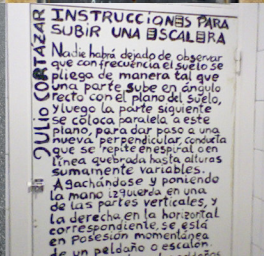 JULIO CORTAZAR
INSTRUCCIONES PARA
SUBIR UNA ESCALERA
Nadie habrá dejado de observar
que con frecuencia el suelo se
pliega de manera tal que
una parte sube en ángulo
recto con el plano del suelo,
y luego la parte siguiente
se coloca paralela a este
plano, para dar paso a una
nueva perpendicular, conducta
que se repite en espiral o en
línea quebrada hasta alturas
sumamente variables.
Agachándose y poniendo
la mano izquierda en una
de las partes verticales, y
la derecha en la horizontal
correspondiente, se está
en posesión momentánea
de un peldaño o escalón.